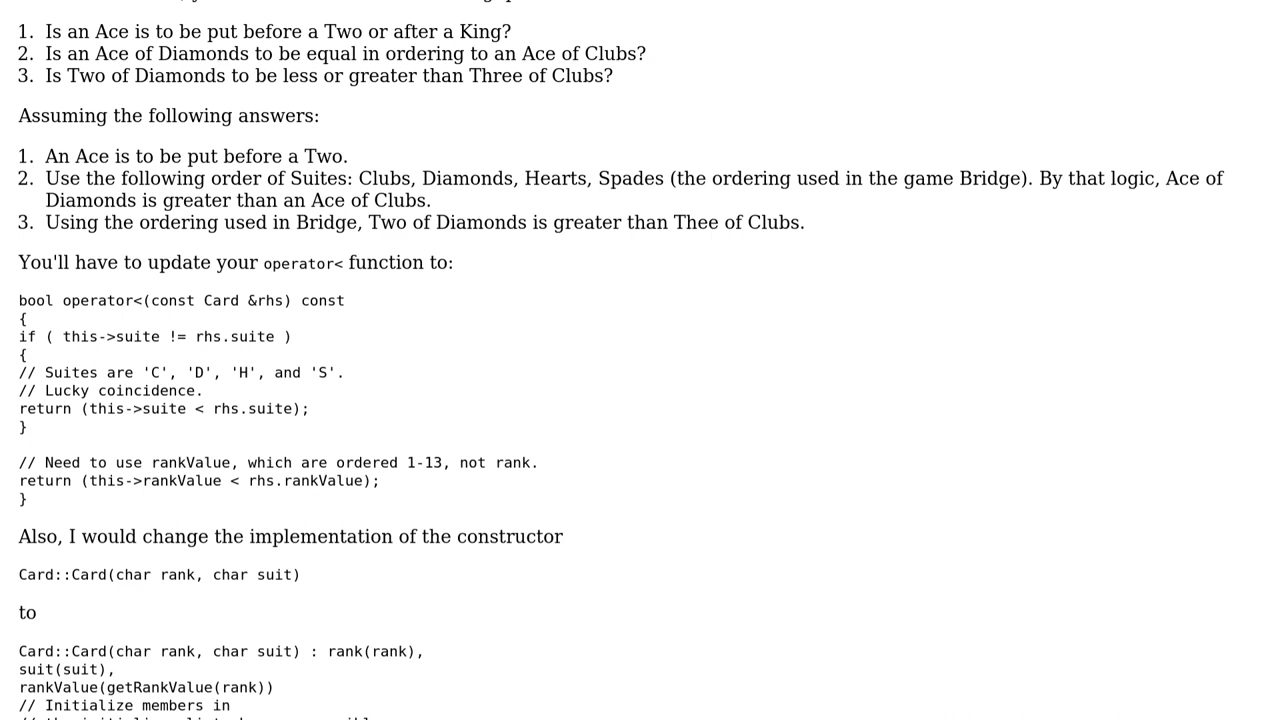 1. Is an Ace is to be put before a Two or after a King?
2. Is an Ace of Diamonds to be equal in ordering to an Ace of Clubs?
3. Is Two of Diamonds to be less or greater than Three of Clubs?
Assuming the following answers:
1. An Ace is to be put before a Two.
2. Use the following order of Suites: Clubs, Diamonds, Hearts, Spades (the ordering used in the game Bridge). By that logic, Ace of
Diamonds is greater than an Ace of Clubs.
3. Using the ordering used in Bridge, Two of Diamonds is greater than Thee of Clubs.
You'll have to update your operator< function to:
bool operator<(const Card &rhs) const
{
if ( this->suite != rhs.suite )
{
// Suites are 'C', 'D', 'H', and 'S'.
// Lucky coincidence.
return (this->suite < rhs.suite);
}
// Need to use rankValue, which are ordered 1-13, not rank.
return (this->rankValue < rhs.rankValue);
}
Also, I would change the implementation of the constructor
Card::Card(char rank, char suit)
to
Card::Card(char rank, char suit) : rank(rank),
suit(suit),
rankValue(getRankValue(rank))
// Initialize members in